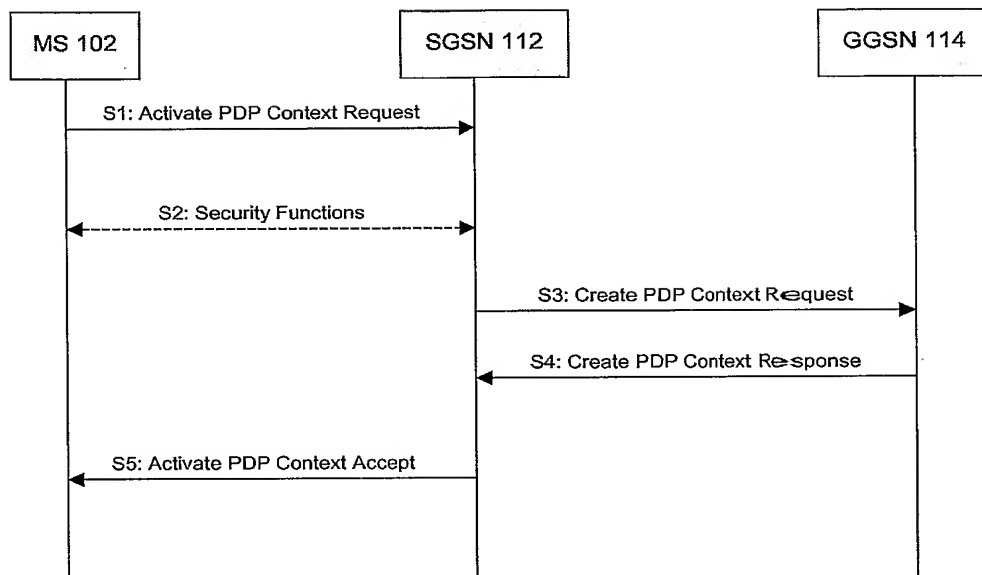 MS 102
SGSN 112
GGSN 114
S1: Activate PDP Context Request
S2: Security Functions
S3: Create PDP Context Request
S4: Create PDP Context Response
S5: Activate PDP Context Accept